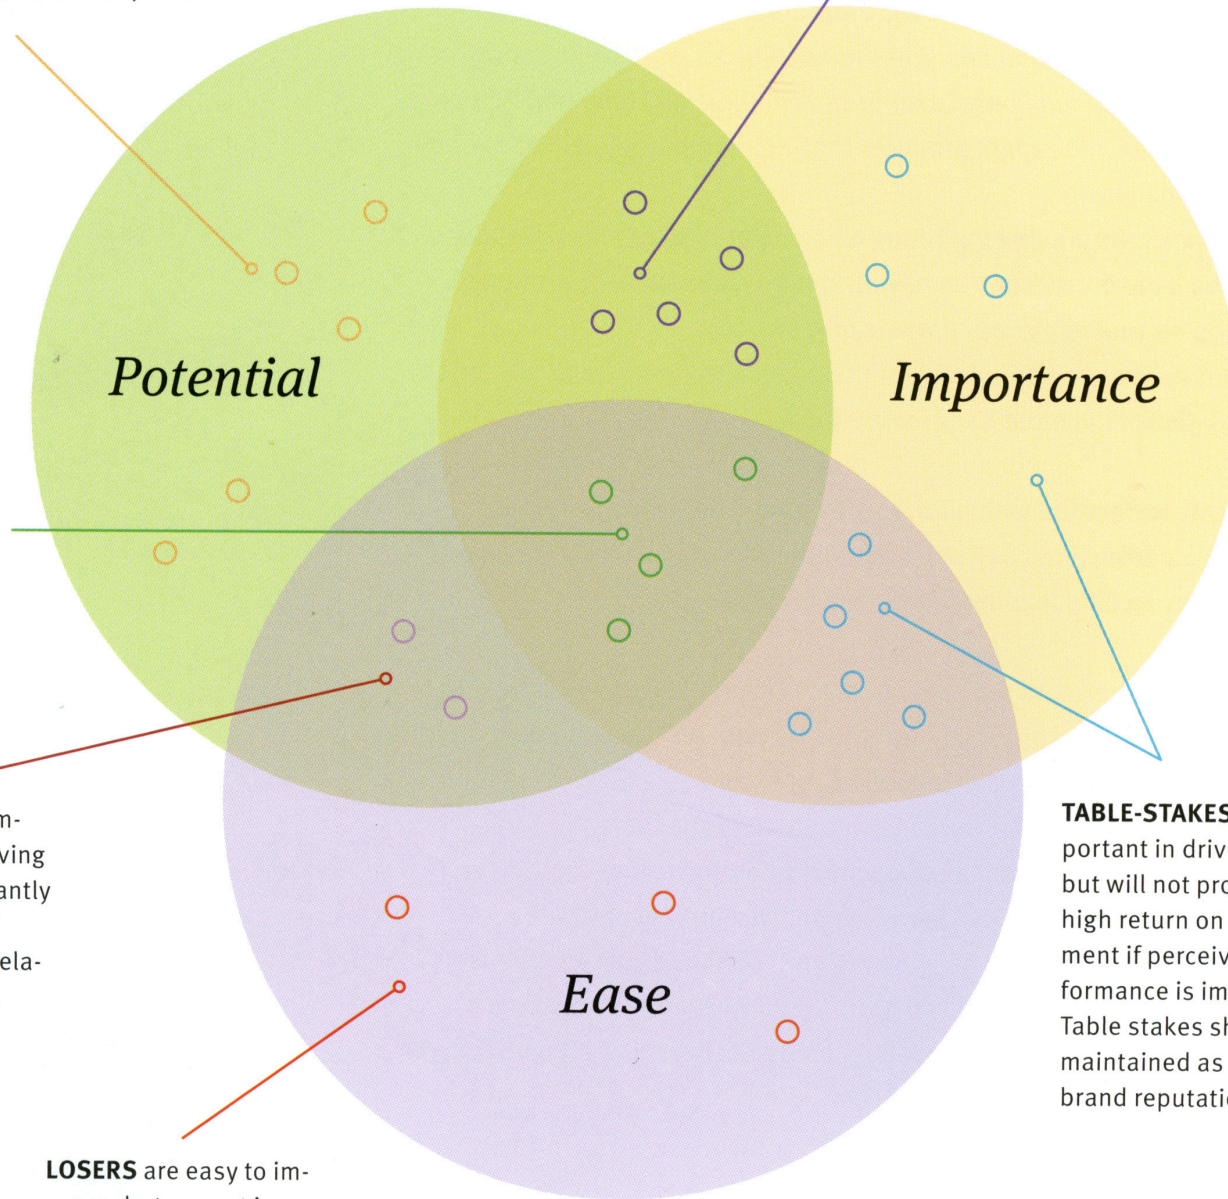 Potential
Importance
m-
ving
antly
ela-
Ease
TABLE-STAKES
portant in driv
but will not pro
high return on
ment if perceiv
formance is im
Table stakes sh
maintained as
brand reputati
LOSERS are easy to im-